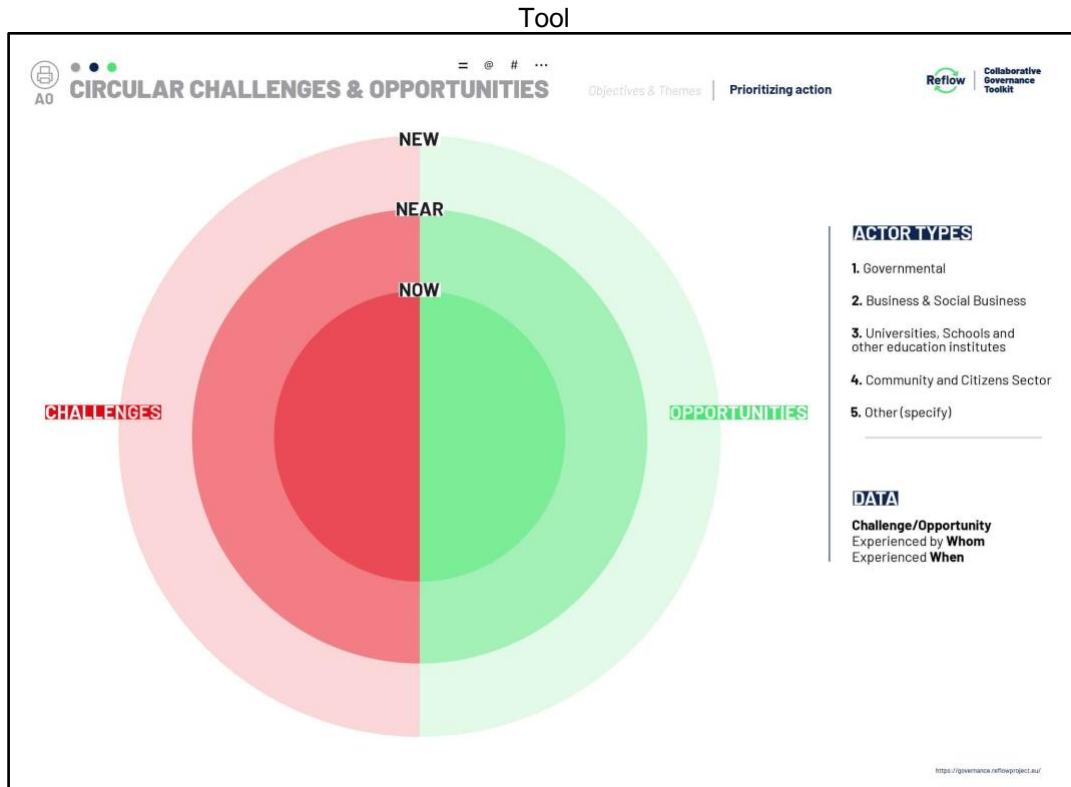 Tool
= @ # ...
A0
CIRCULAR CHALLENGES & OPPORTUNITIES
Objectives & Themes | Prioritizing action
Reflow
Collaborative
Governance
Toolkit
NEW
NEAR
NOW
CHALLENGES
OPPORTUNITIES
ACTOR TYPES
1. Governmental
2. Business & Social Business
3. Universities, Schools and
other education institutes
4. Community and Citizens Sector
5. Other (specify)
DATA
Challenge/Opportunity
Experienced by Whom
Experienced When
https://governance.reflowproject.eu/